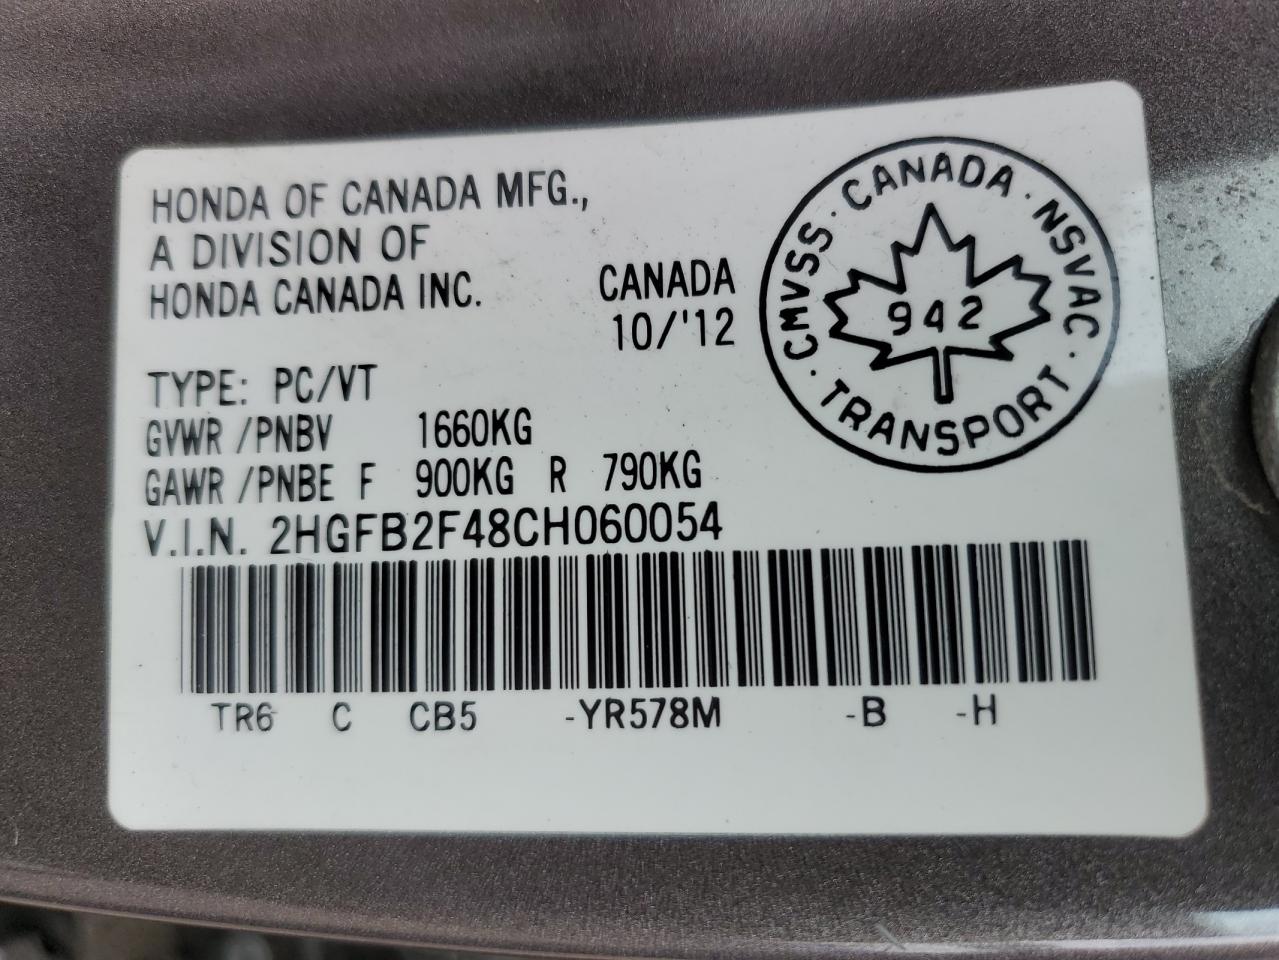 HONDA OF CANADA MFG.,
A DIVISION OF
HONDA CANADA INC.
CANADA
10/'12
TYPE: PC/VT
GVWR /PNBV 1660KG
GAWR /PNBE F 900KG R 790KG
V.I.N. 2HGFB2F48CH060054
TR6 C CB5 -YR578M -B -H
CMVSS · CANADA · NSVAC · TRANSPORT ·
942